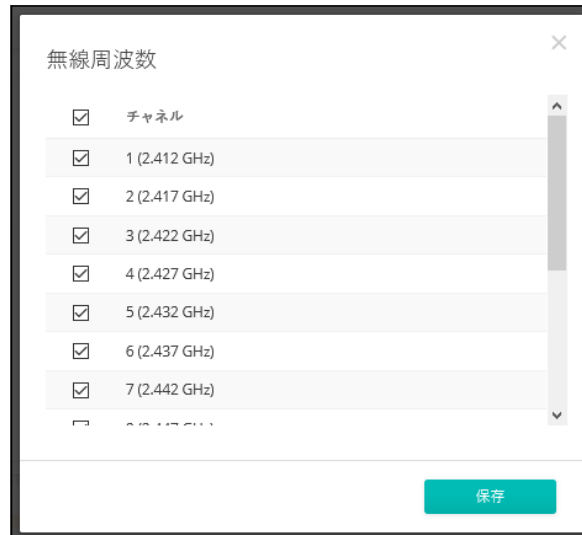 無線周波数
チャネル
1 (2.412 GHz)
2 (2.417 GHz)
3 (2.422 GHz)
4 (2.427 GHz)
5 (2.432 GHz)
6 (2.437 GHz)
7 (2.442 GHz)
保存